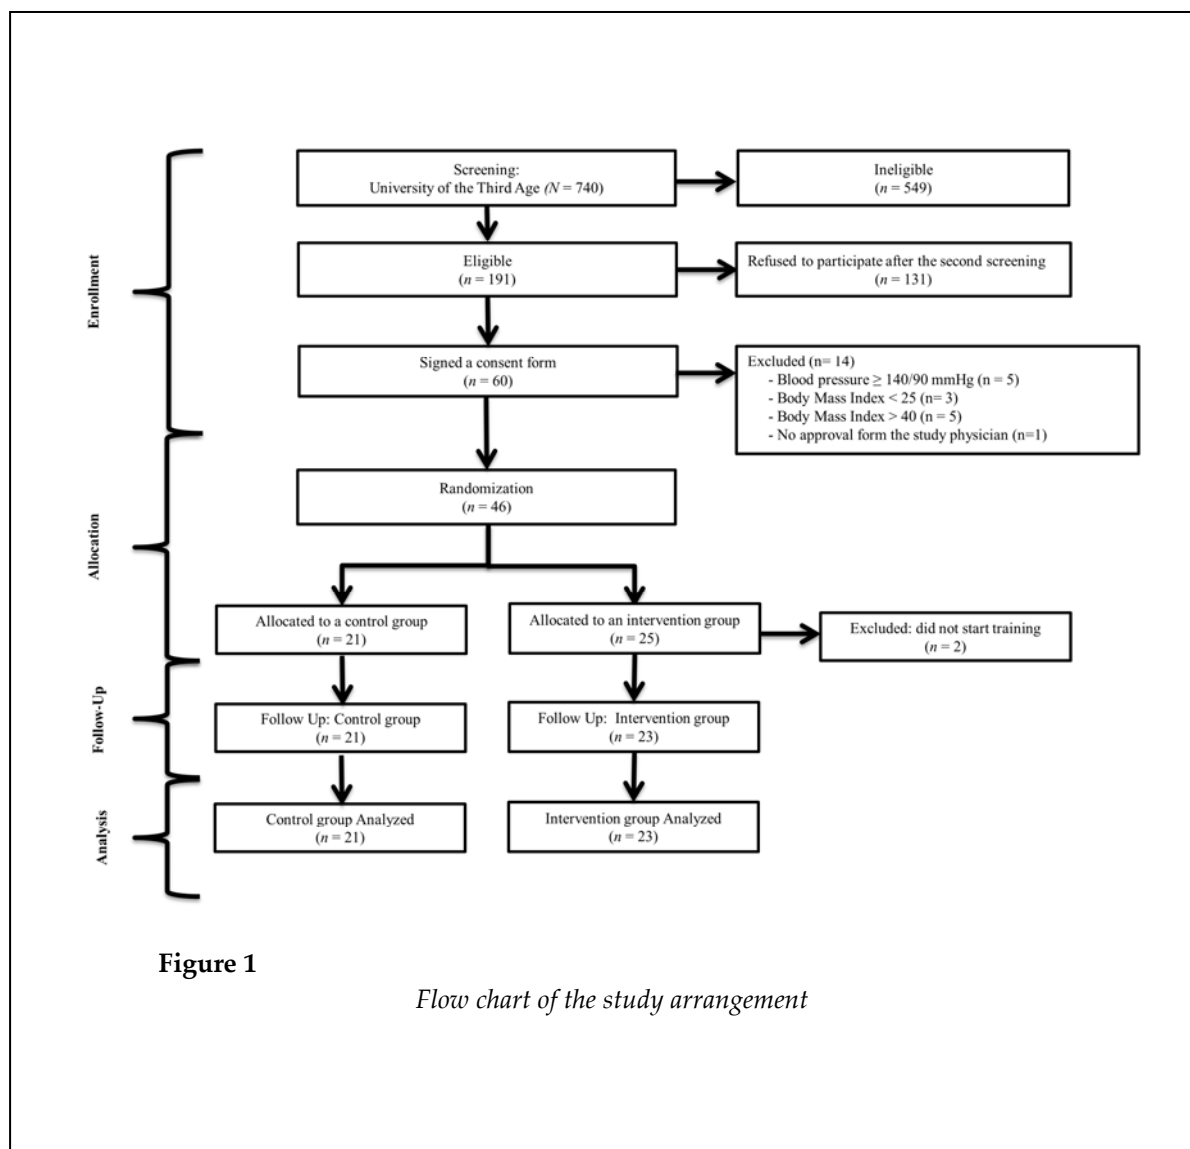 Enrollment
Screening:
University of the Third Age (N = 740)
Ineligible
(n = 549)
Eligible
(n = 191)
Refused to participate after the second screening
(n = 131)
Signed a consent form
(n = 60)
Excluded (n= 14)
- Blood pressure ≥ 140/90 mmHg (n = 5)
- Body Mass Index < 25 (n= 3)
- Body Mass Index > 40 (n = 5)
- No approval form the study physician (n=1)
Allocation
Randomization
(n = 46)
Allocated to a control group
(n = 21)
Allocated to an intervention group
(n = 25)
Excluded: did not start training
(n = 2)
Follow-Up
Follow Up: Control group
(n = 21)
Follow Up: Intervention group
(n = 23)
Analysis
Control group Analyzed
(n = 21)
Intervention group Analyzed
(n = 23)
Figure 1
Flow chart of the study arrangement